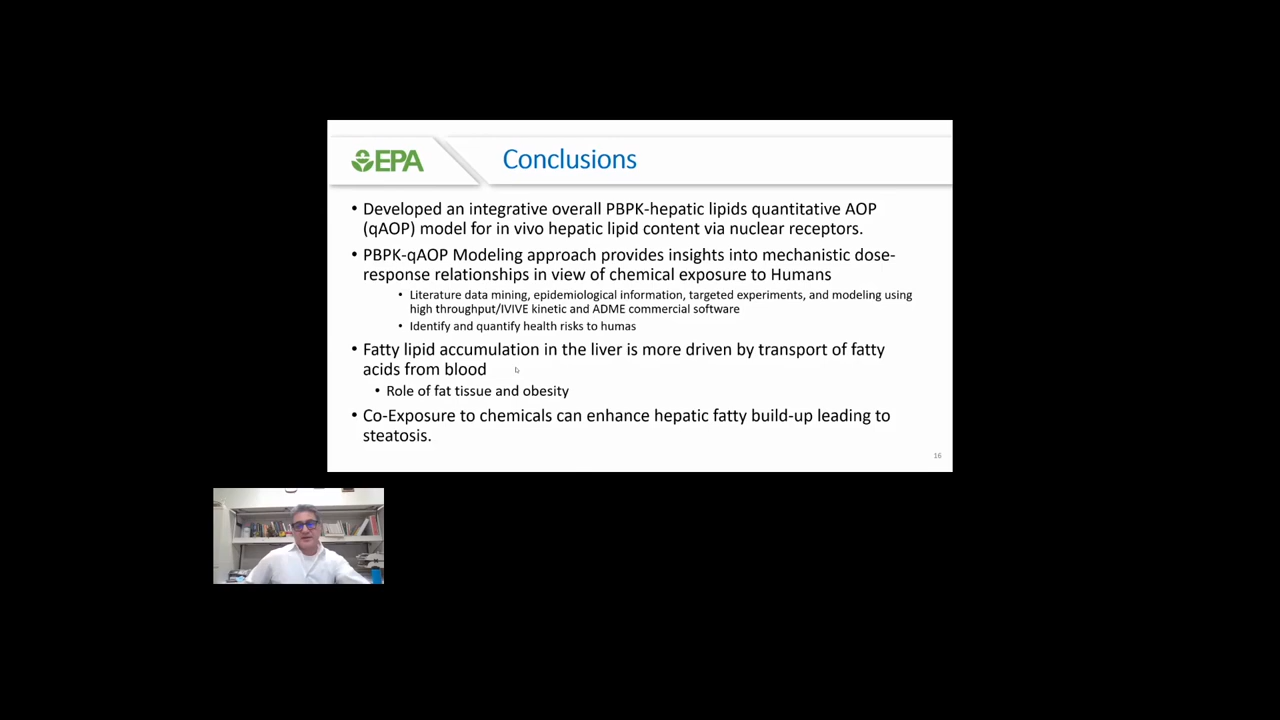 EPA
Conclusions
• Developed an integrative overall PBPK-hepatic lipids quantitative AOP
(qAOP) model for in vivo hepatic lipid content via nuclear receptors.
• PBPK-qAOP Modeling approach provides insights into mechanistic dose-
response relationships in view of chemical exposure to Humans
• Literature data mining, epidemiological information, targeted experiments, and modeling using
high throughput/IVIVE kinetic and ADME commercial software
• Identify and quantify health risks to humas
• Fatty lipid accumulation in the liver is more driven by transport of fatty
acids from blood
• Role of fat tissue and obesity
• Co-Exposure to chemicals can enhance hepatic fatty build-up leading to
steatosis.
16